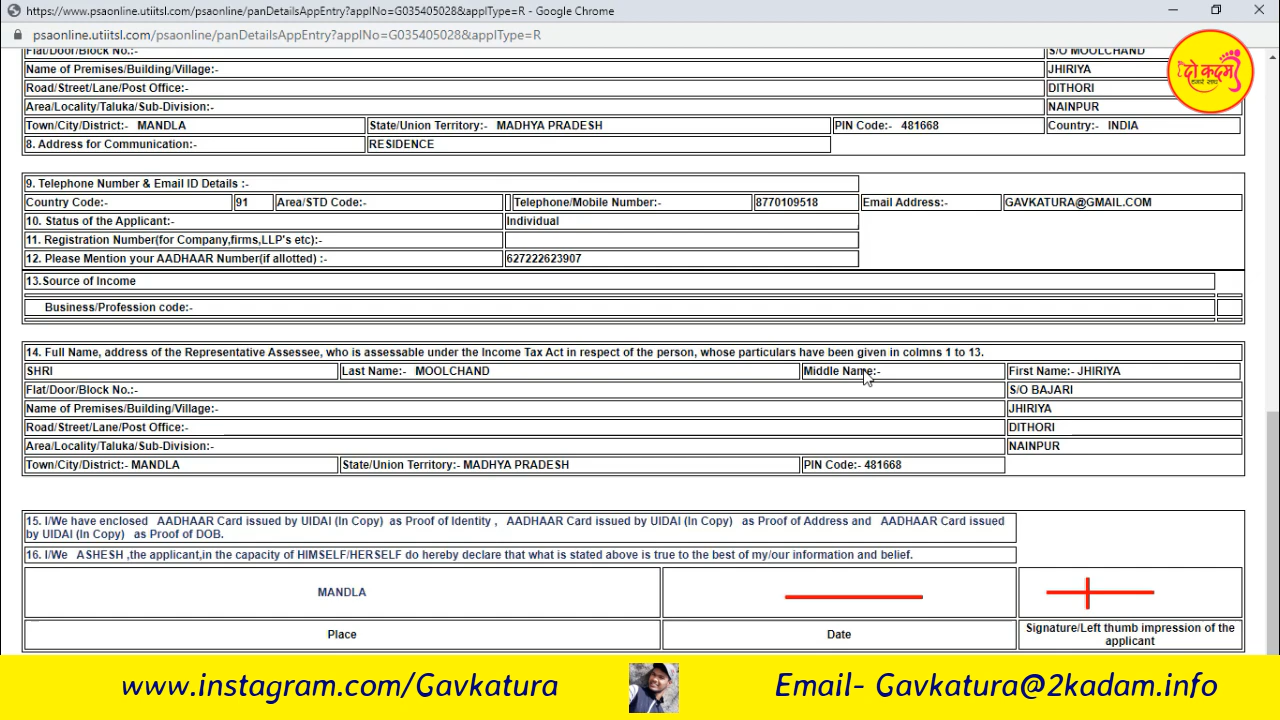 https://www.psaonline.utiitsl.com/psaonline/panDetailsAppEntry?applNo=G035405028&applType=R - Google Chrome
psaonline.utiitsl.com/psaonline/panDetailsAppEntry?applNo=G035405028&applType=R
Flat/Door/Block No.:- S/O MOOLCHAND
Name of Premises/Building/Village:- JHIRIYA
Road/Street/Lane/Post Office:- DITHORI
Area/Locality/Taluka/Sub-Division:- NAINPUR
Town/City/District:- MANDLA State/Union Territory:- MADHYA PRADESH PIN Code:- 481668 Country:- INDIA
8. Address for Communication:- RESIDENCE
दो कदम
हमारे साथ
9. Telephone Number & Email ID Details :-
Country Code:- 91 Area/STD Code:- Telephone/Mobile Number:- 8770109518 Email Address:- GAVKATURA@GMAIL.COM
10. Status of the Applicant:- Individual
11. Registration Number(for Company,firms,LLP's etc):-
12. Please Mention your AADHAAR Number(if allotted) :- 627222623907
13.Source of Income
Business/Profession code:-
14. Full Name, address of the Representative Assessee, who is assessable under the Income Tax Act in respect of the person, whose particulars have been given in colmns 1 to 13.
SHRI Last Name:- MOOLCHAND Middle Name:- First Name:- JHIRIYA
Flat/Door/Block No.:- S/O BAJARI
Name of Premises/Building/Village:- JHIRIYA
Road/Street/Lane/Post Office:- DITHORI
Area/Locality/Taluka/Sub-Division:- NAINPUR
Town/City/District:- MANDLA State/Union Territory:- MADHYA PRADESH PIN Code:- 481668
15. I/We have enclosed AADHAAR Card issued by UIDAI (In Copy) as Proof of Identity , AADHAAR Card issued by UIDAI (In Copy) as Proof of Address and AADHAAR Card issued
by UIDAI (In Copy) as Proof of DOB.
16. I/We ASHESH ,the applicant,in the capacity of HIMSELF/HERSELF do hereby declare that what is stated above is true to the best of my/our information and belief.
MANDLA
Place Date Signature/Left thumb impression of the
applicant
www.instagram.com/Gavkatura Email- Gavkatura@2kadam.info